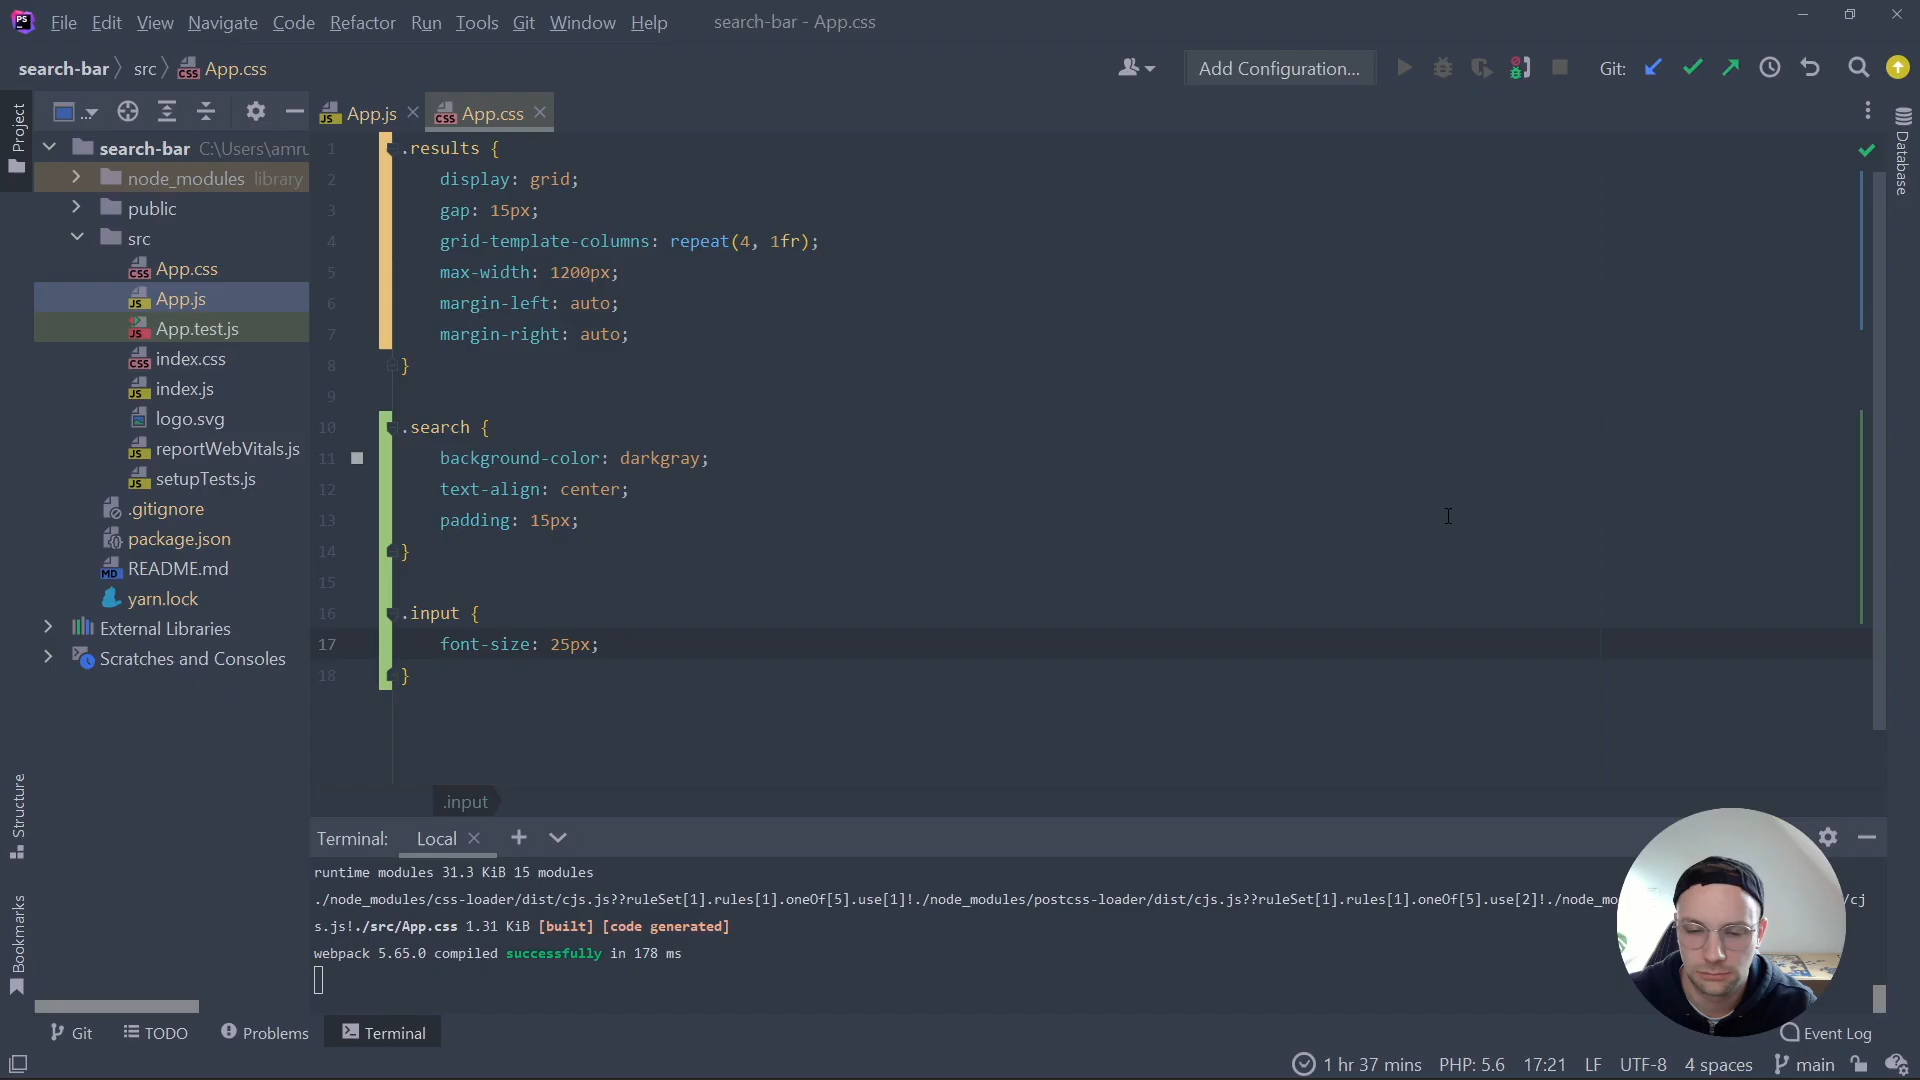 PS File Edit View Navigate Code Refactor Run Tools Git Window Help search-bar - App.css
search-bar src App.css Add Configuration... Git:
Project
App.js App.css
search-bar C:\Users\amru
node_modules library
public
src
App.css
App.js
App.test.js
index.css
index.js
logo.svg
reportWebVitals.js
setupTests.js
.gitignore
package.json
README.md
yarn.lock
External Libraries
Scratches and Consoles
1 .results {
2 display: grid;
3 gap: 15px;
4 grid-template-columns: repeat(4, 1fr);
5 max-width: 1200px;
6 margin-left: auto;
7 margin-right: auto;
8 }
9
10 .search {
11 background-color: darkgray;
12 text-align: center;
13 padding: 15px;
14 }
15
16 .input {
17 font-size: 25px;
18 }
.input
Database
Structure
Bookmarks
Terminal: Local
runtime modules 31.3 KiB 15 modules
./node_modules/css-loader/dist/cjs.js??ruleSet[1].rules[1].oneOf[5].use[1]!./node_modules/postcss-loader/dist/cjs.js??ruleSet[1].rules[1].oneOf[5].use[2]!./node_mo /cj
s.js!./src/App.css 1.31 KiB [built] [code generated]
webpack 5.65.0 compiled successfully in 178 ms
Git TODO Problems Terminal Event Log
1 hr 37 mins PHP: 5.6 17:21 LF UTF-8 4 spaces main